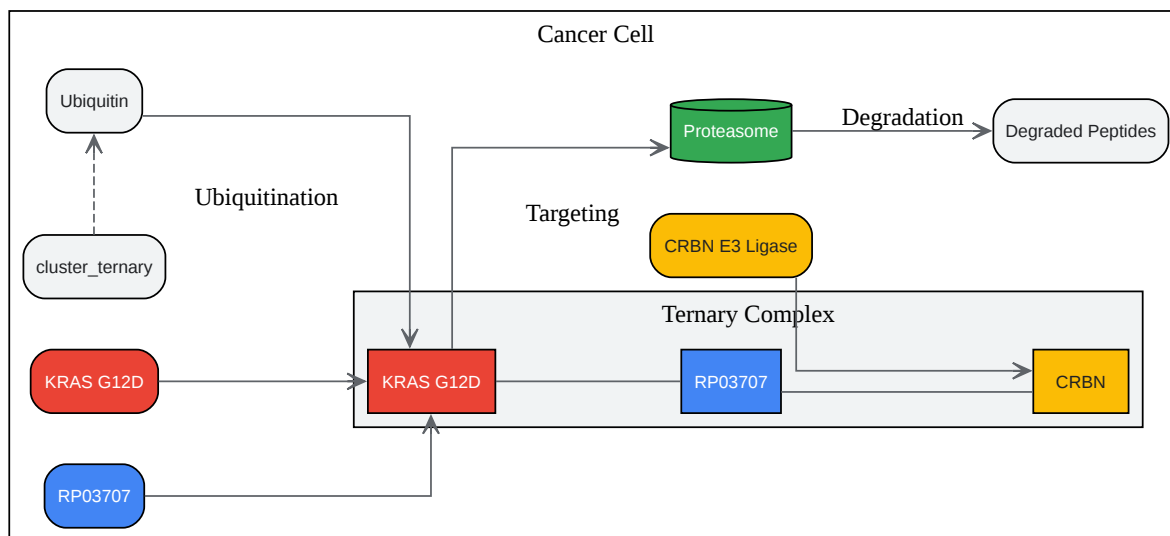 Cancer Cell
Ubiquitin
Proteasome
Degradation
Degraded Peptides
Ubiquitination
Targeting
CRBN E3 Ligase
cluster_ternary
Ternary Complex
KRAS G12D
KRAS G12D
RP03707
CRBN
RP03707